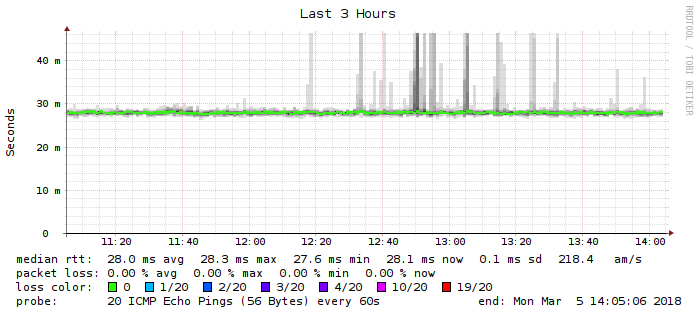 Last 3 Hours
RRDTOOL / TOBI OETIKER
Seconds
40 m
30 m
20 m
10 m
0
11:20 11:40 12:00 12:20 12:40 13:00 13:20 13:40 14:00
median rtt: 28.0 ms avg 28.3 ms max 27.6 ms min 28.1 ms now 0.1 ms sd 218.4 am/s
packet loss: 0.00 % avg 0.00 % max 0.00 % min 0.00 % now
loss color: 0 1/20 2/20 3/20 4/20 10/20 19/20
probe: 20 ICMP Echo Pings (56 Bytes) every 60s end: Mon Mar 5 14:05:06 2018